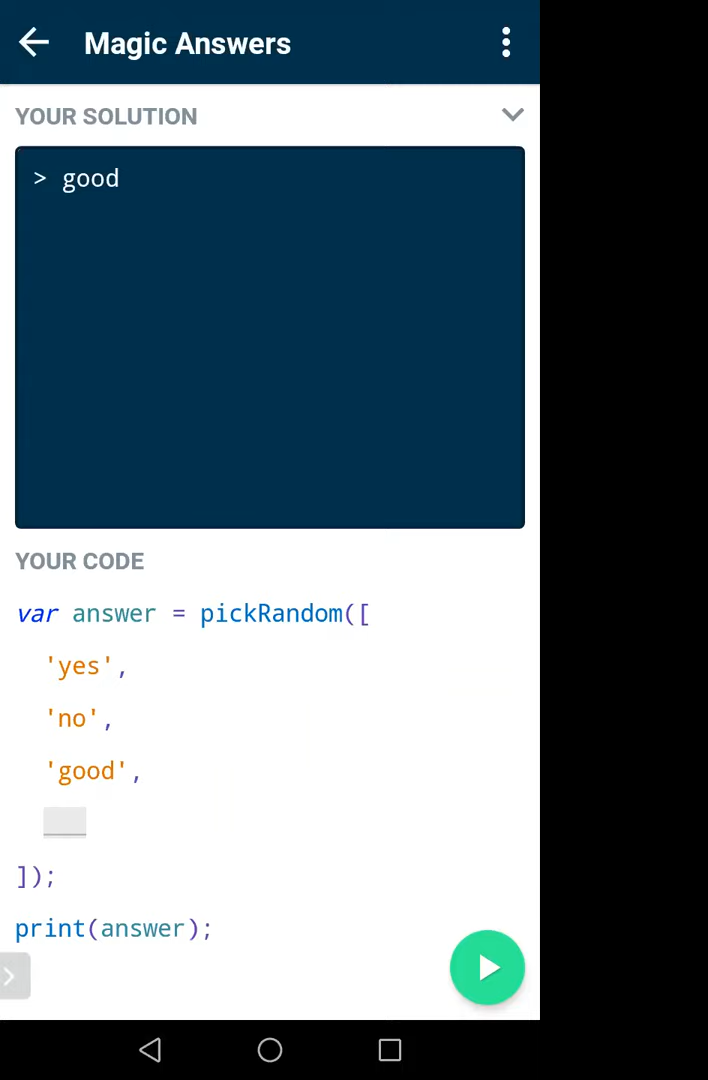 Magic Answers
YOUR SOLUTION
> good
YOUR CODE
var answer = pickRandom([
'yes',
'no',
'good',
]);
print(answer);